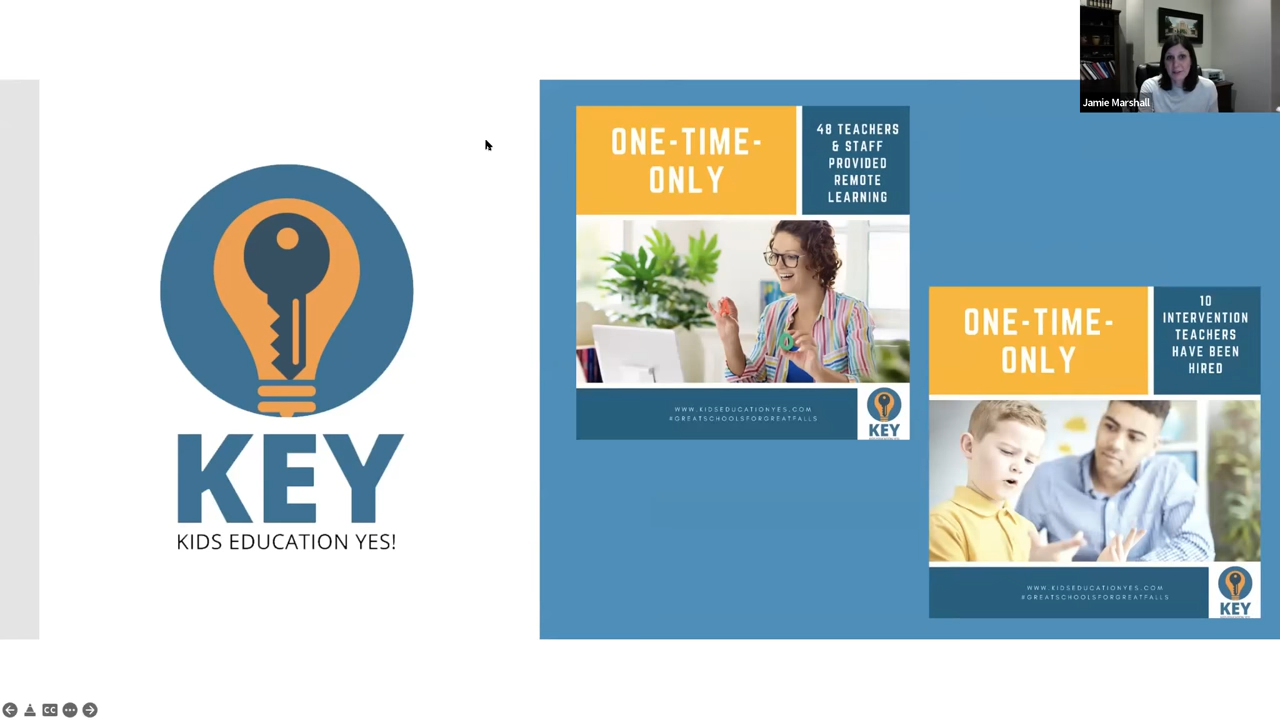 Jamie Marshall
KEY
KIDS EDUCATION YES!
ONE-TIME-
ONLY
48 TEACHERS
& STAFF
PROVIDED
REMOTE
LEARNING
WWW.KIDSEDUCATIONYES.COM
#GREATSCHOOLSFORGREATFALLS
KEY
ONE-TIME-
ONLY
10
INTERVENTION
TEACHERS
HAVE BEEN
HIRED
WWW.KIDSEDUCATIONYES.COM
#GREATSCHOOLSFORGREATFALLS
KEY
CC